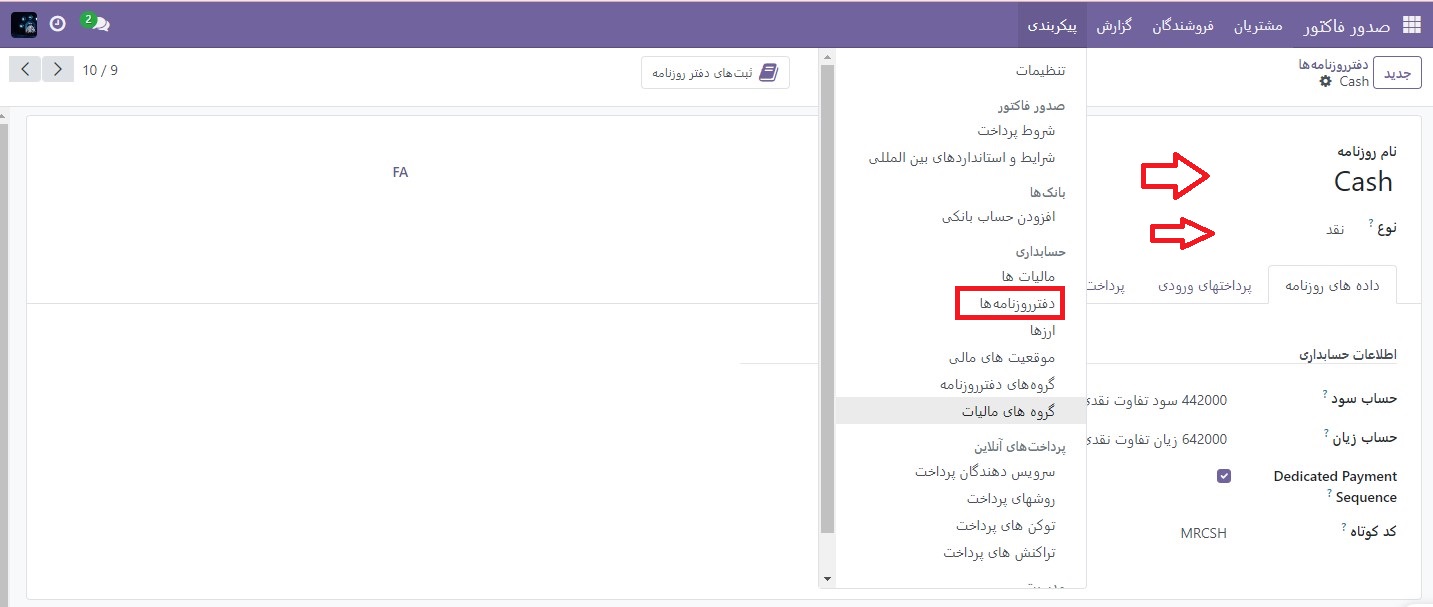 صدور فاکتور مشتریان فروشندگان گزارش پیکربندی
2
جدید
دفترروزنامه‌ها
Cash
ثبت‌های دفتر روزنامه
10 / 9
نام روزنامه
Cash
FA
نوع ?
نقد
داده های روزنامه پرداختهای ورودی پرداخت
اطلاعات حسابداری
حساب سود ?
442000 سود تفاوت نقدی
حساب زیان ?
642000 زیان تفاوت نقدی
Dedicated Payment
Sequence ?
کد کوتاه ?
MRCSH
تنظیمات
صدور فاکتور
شروط پرداخت
شرایط و استانداردهای بین المللی
بانک‌ها
افزودن حساب بانکی
حسابداری
مالیات ها
دفترروزنامه‌ها
ارزها
موقعیت های مالی
گروه‌های دفترروزنامه
گروه های مالیات
پرداخت‌های آنلاین
سرویس دهندگان پرداخت
روشهای پرداخت
توکن های پرداخت
تراکنش های پرداخت